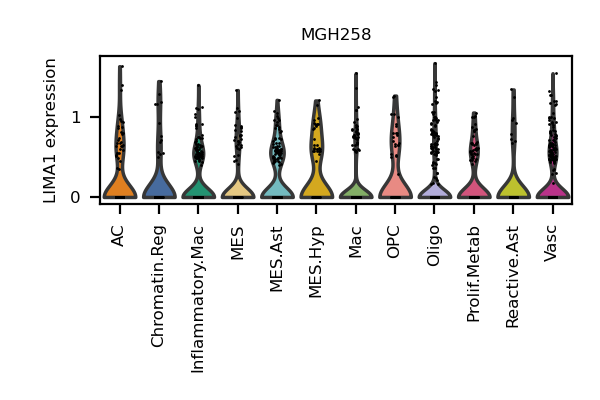 MGH258
LIMA1 expression
1
0
AC
Chromatin.Reg
Inflammatory.Mac
MES
MES.Ast
MES.Hyp
Mac
OPC
Oligo
Prolif.Metab
Reactive.Ast
Vasc